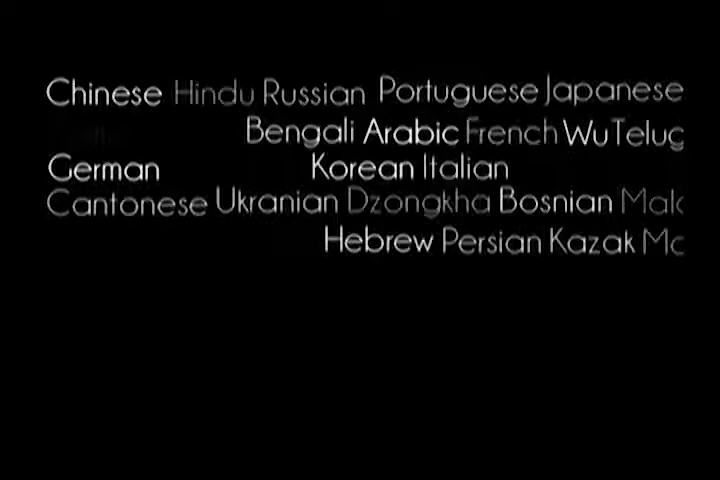 Chinese Hindu Russian Portuguese Japanese
Bengali Arabic French Wu Telug
German Korean Italian
Cantonese Ukranian Dzongkha Bosnian
Hebrew Persian Kazak